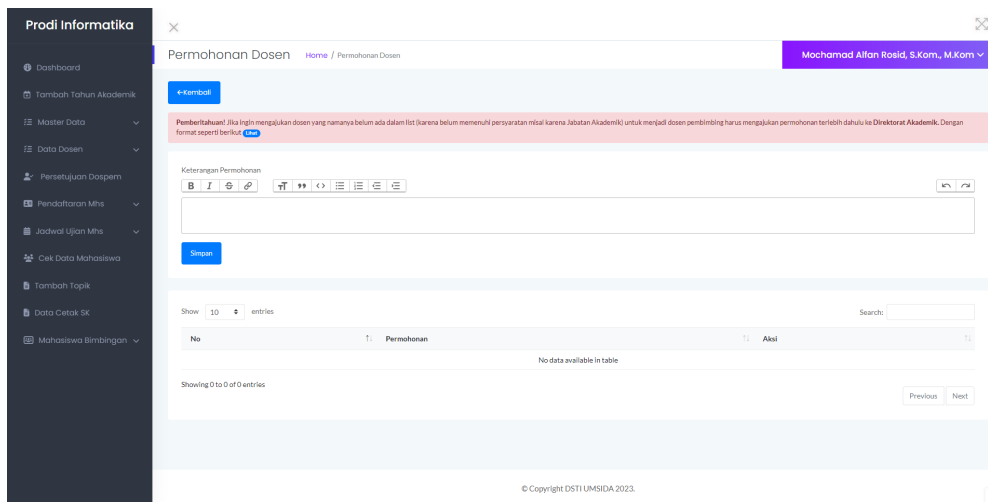 Prodi Informatika
Permohonan Dosen Home / Permohonan Dosen
Mochamad Alfan Rosid, S.Kom., M.Kom
Dashboard
Tambah Tahun Akademik
Master Data
Data Dosen
Persetujuan Dospem
Pendaftaran Mhs
Jadwal Ujian Mhs
Cek Data Mahasiswa
Tambah Topik
Data Cetak SK
Mahasiswa Bimbingan
←Kembali
Pemberitahuan! Jika ingin mengajukan dosen yang namanya belum ada dalam list (karena belum memenuhi persyaratan misal karena Jabatan Akademik) untuk menjadi dosen pembimbing harus mengajukan permohonan terlebih dahulu ke Direktorat Akademik. Dengan
format seperti berikut Lihat
Keterangan Permohonan
Simpan
Show 10 entries
Search:
No Permohonan Aksi
No data available in table
Showing 0 to 0 of 0 entries
Previous Next
© Copyright DSTI UMSIDA 2023.